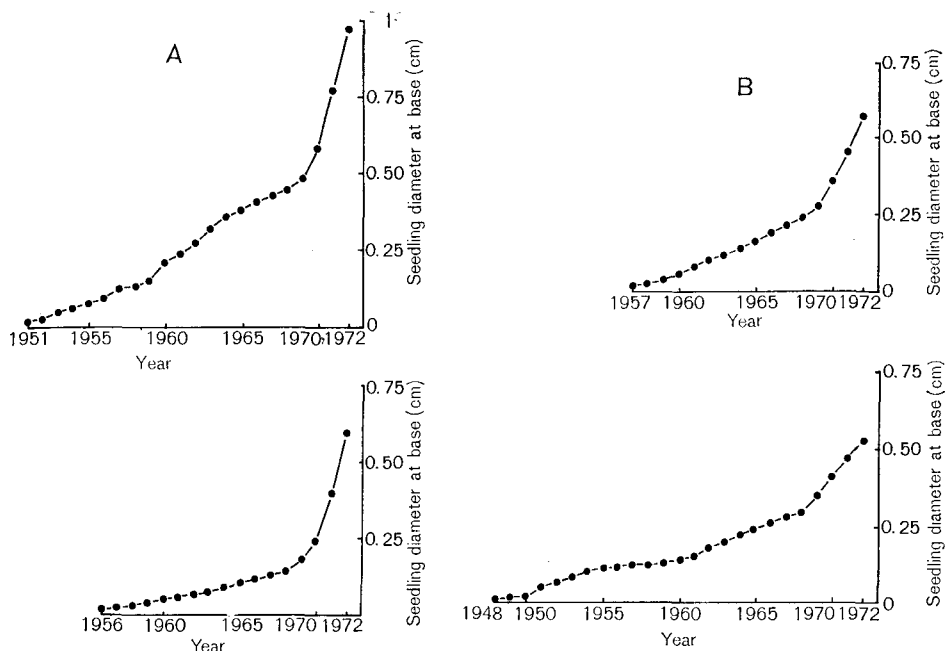 A
1
0.75
0.50
0.25
0
Seedling diameter at base (cm)
1951 1955 1960 1965 1970 1972
Year
B
0.75
0.50
0.25
0
Seedling diameter at base (cm)
1957 1960 1965 1970 1972
Year
0.75
0.50
0.25
Seedling diameter at base (cm)
1956 1960 1965 1970 1972
Year
0.75
0.50
0.25
0
Seedling diameter at base (cm)
1948 1950 1955 1960 1965 1970 1972
Year